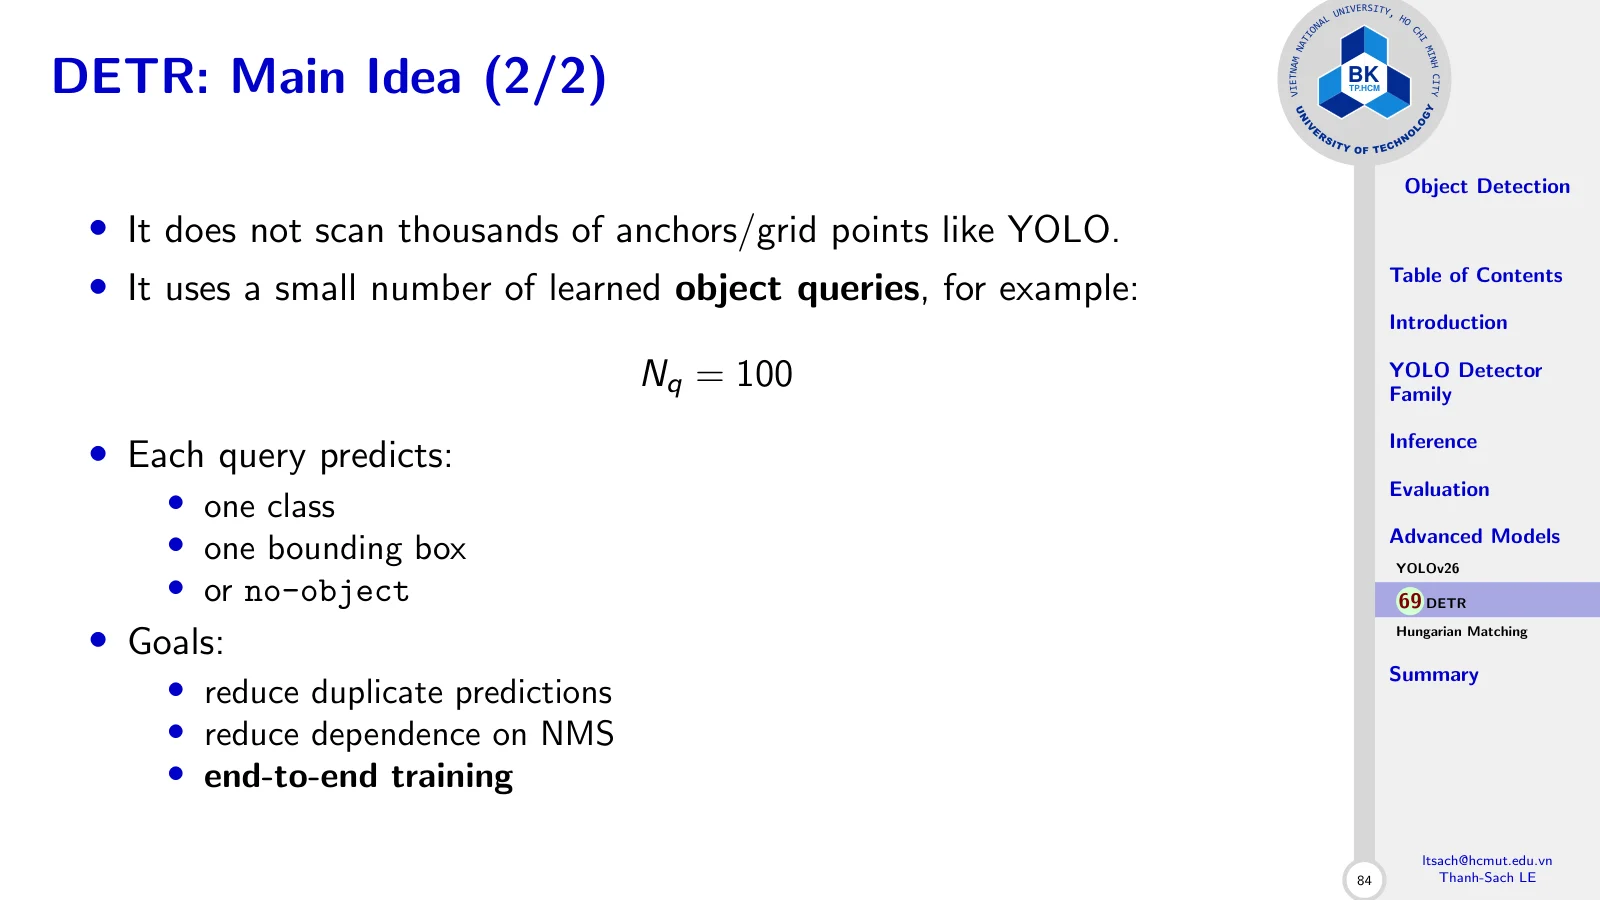 DETR: Main Idea (2/2)
It does not scan thousands of anchors/grid points like YOLO.
It uses a small number of learned object queries, for example:
N_q = 100
Each query predicts:
one class
one bounding box
or no-object
Goals:
reduce duplicate predictions
reduce dependence on NMS
end-to-end training
VIETNAM NATIONAL UNIVERSITY, HO CHI MINH CITY
BK
TP.HCM
UNIVERSITY OF TECHNOLOGY
Object Detection
Table of Contents
Introduction
YOLO Detector
Family
Inference
Evaluation
Advanced Models
YOLOv26
69 DETR
Hungarian Matching
Summary
ltsach@hcmut.edu.vn
Thanh-Sach LE
84